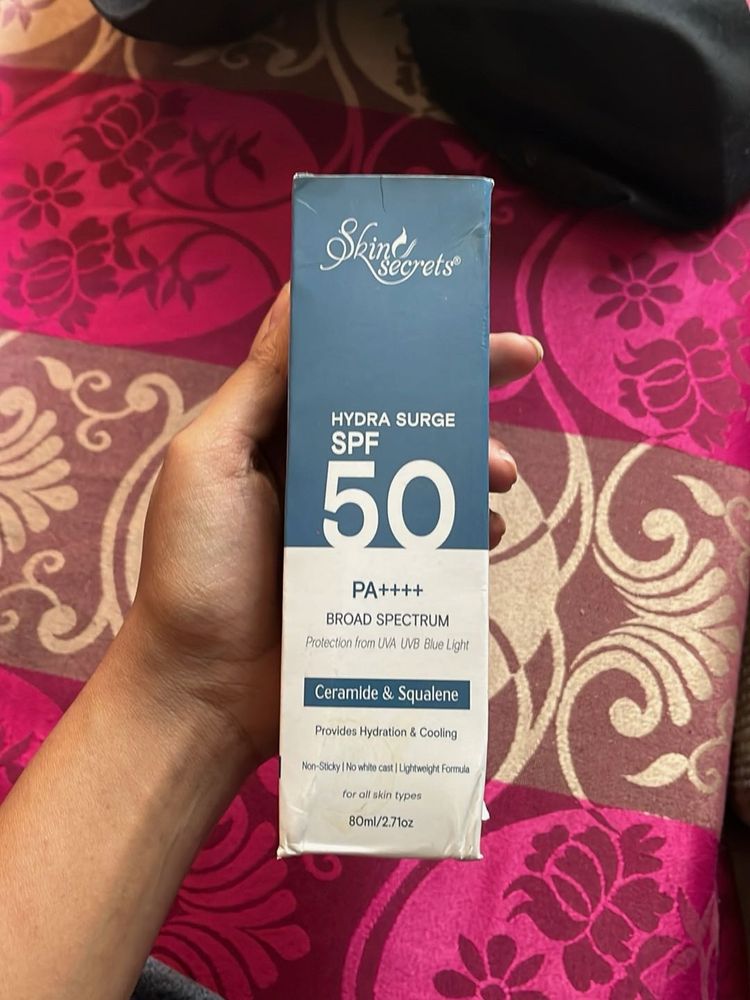 Skin
secrets®
HYDRA SURGE
SPF
50
PA++++
BROAD SPECTRUM
Protection from UVA UVB Blue Light
Ceramide & Squalene
Provides Hydration & Cooling
Non-Sticky | No white cast | Lightweight Formula
for all skin types
80ml/2.71oz